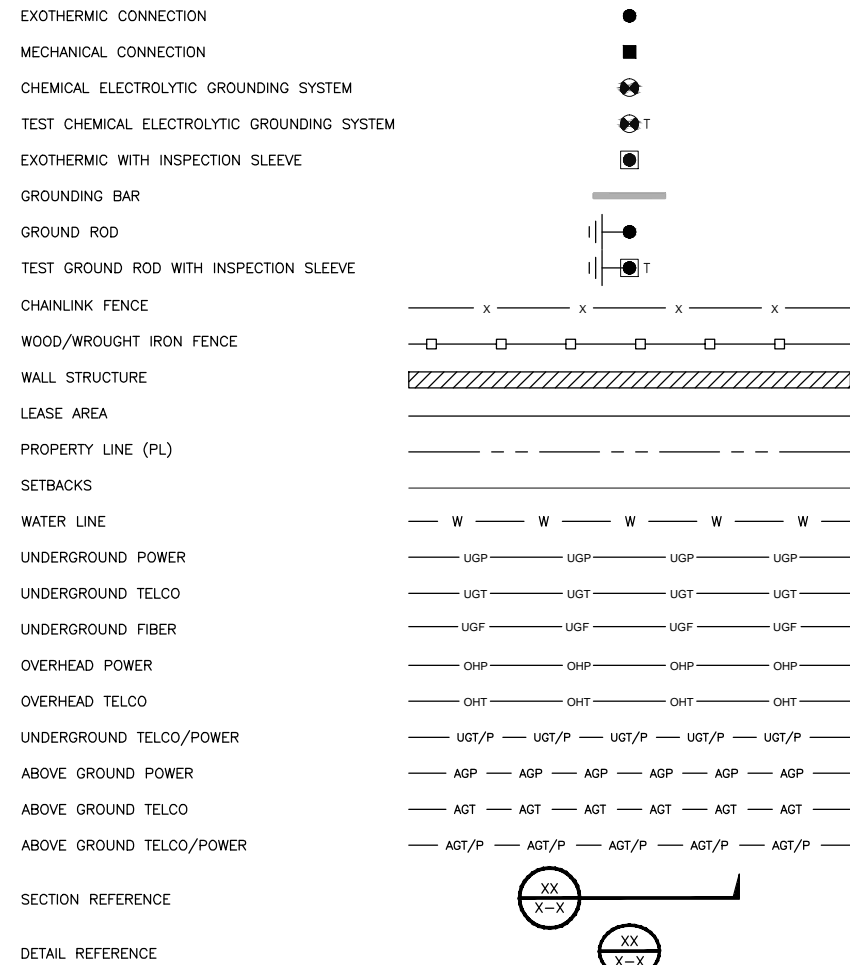 EXOTHERMIC CONNECTION
MECHANICAL CONNECTION
CHEMICAL ELECTROLYTIC GROUNDING SYSTEM
TEST CHEMICAL ELECTROLYTIC GROUNDING SYSTEM T
EXOTHERMIC WITH INSPECTION SLEEVE
GROUNDING BAR
GROUND ROD
TEST GROUND ROD WITH INSPECTION SLEEVE T
CHAINLINK FENCE X X X X
WOOD/WROUGHT IRON FENCE
WALL STRUCTURE
LEASE AREA
PROPERTY LINE (PL)
SETBACKS
WATER LINE W W W W W
UNDERGROUND POWER UGP UGP UGP UGP
UNDERGROUND TELCO UGT UGT UGT UGT
UNDERGROUND FIBER UGF UGF UGF UGF
OVERHEAD POWER OHP OHP OHP OHP
OVERHEAD TELCO OHT OHT OHT OHT
UNDERGROUND TELCO/POWER UGT/P UGT/P UGT/P UGT/P UGT/P
ABOVE GROUND POWER AGP AGP AGP AGP AGP AGP
ABOVE GROUND TELCO AGT AGT AGT AGT AGT AGT
ABOVE GROUND TELCO/POWER AGT/P AGT/P AGT/P AGT/P AGT/P
SECTION REFERENCE
XX
X-X
DETAIL REFERENCE
XX
X-X